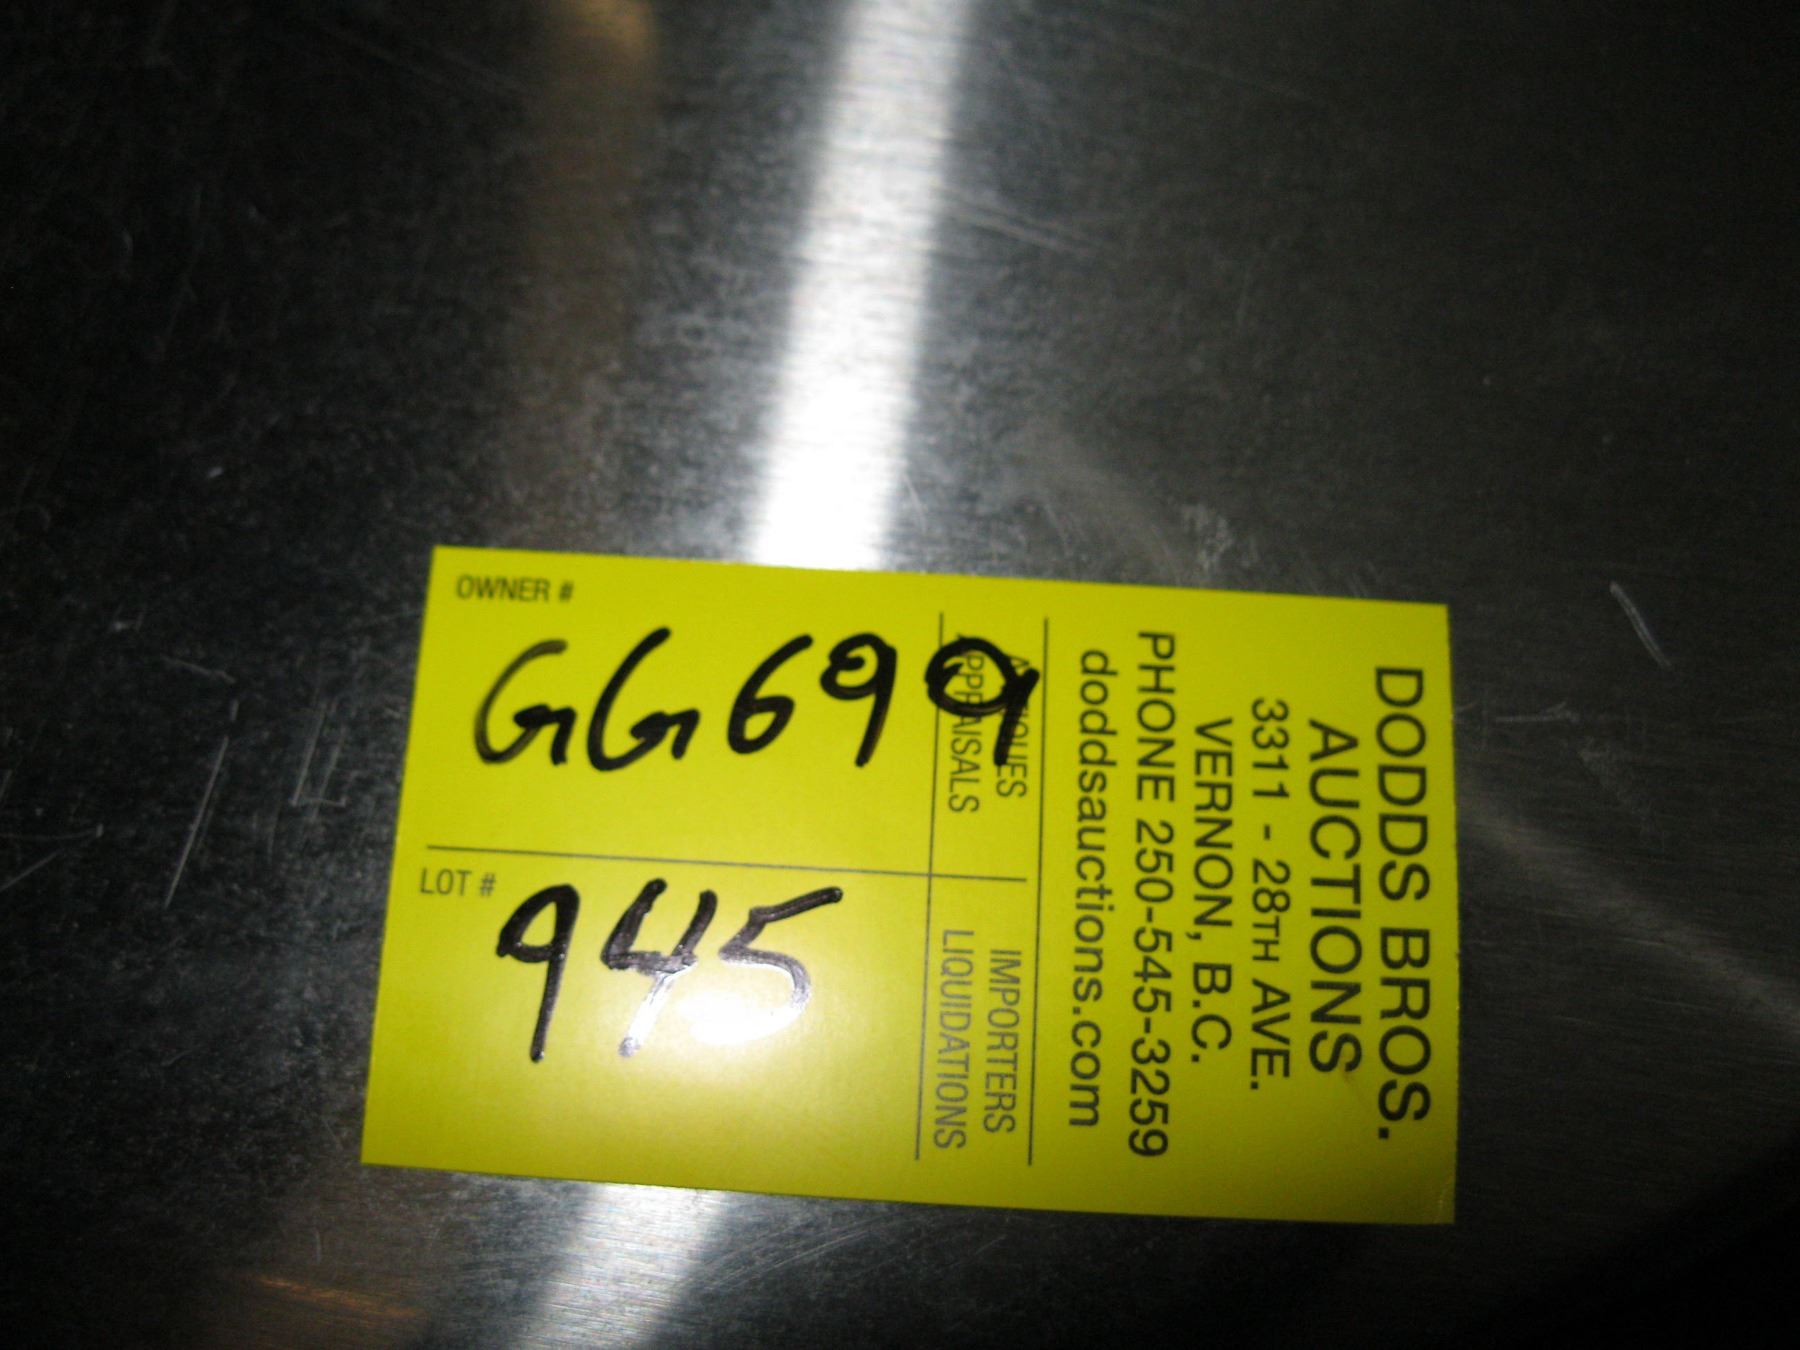 OWNER #
GG699
LOT #
945
DODDS BROS.
AUCTIONS
3311 - 28TH AVE.
VERNON, B.C.
PHONE 250-545-3259
doddsauctions.com
ANTIQUES
APPRAISALS
IMPORTERS
LIQUIDATIONS